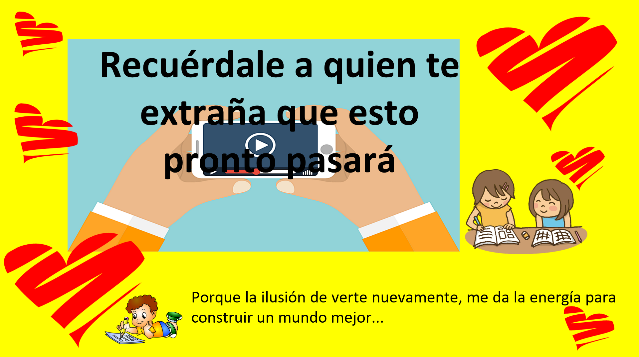 Recuérdale a quien te
extraña que esto
pronto pasará
Porque la ilusión de verte nuevamente, me da la energía para
construir un mundo mejor...